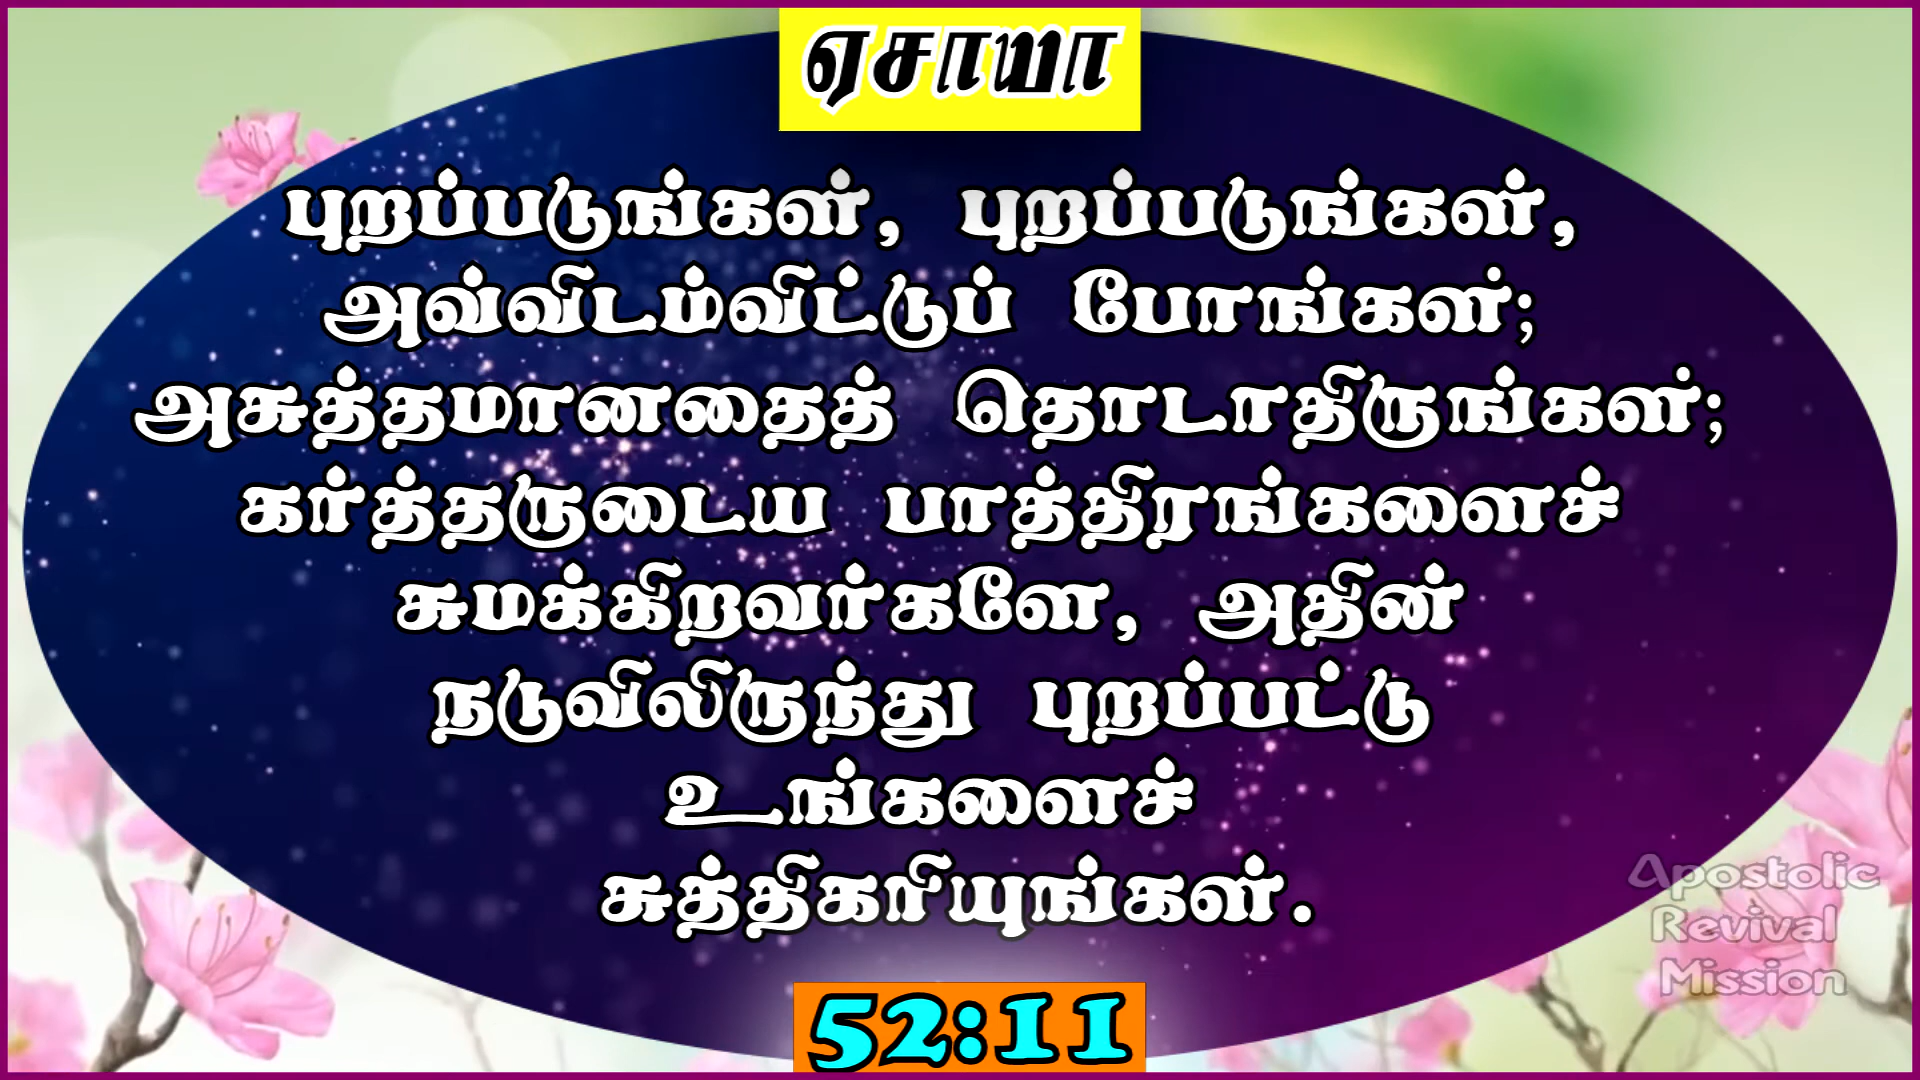 ஏசாயா
புறப்படுங்கள், புறப்படுங்கள்,
அவ்விடம்விட்டுப் போங்கள்;
அசுத்தமானதைத் தொடாதிருங்கள்;
கர்த்தருடைய பாத்திரங்களைச்
சுமக்கிறவர்களே, அதின்
நடுவிலிருந்து புறப்பட்டு
உங்களைச்
சுத்திகரியுங்கள்.
Apostolic
Revival
Mission
52:11